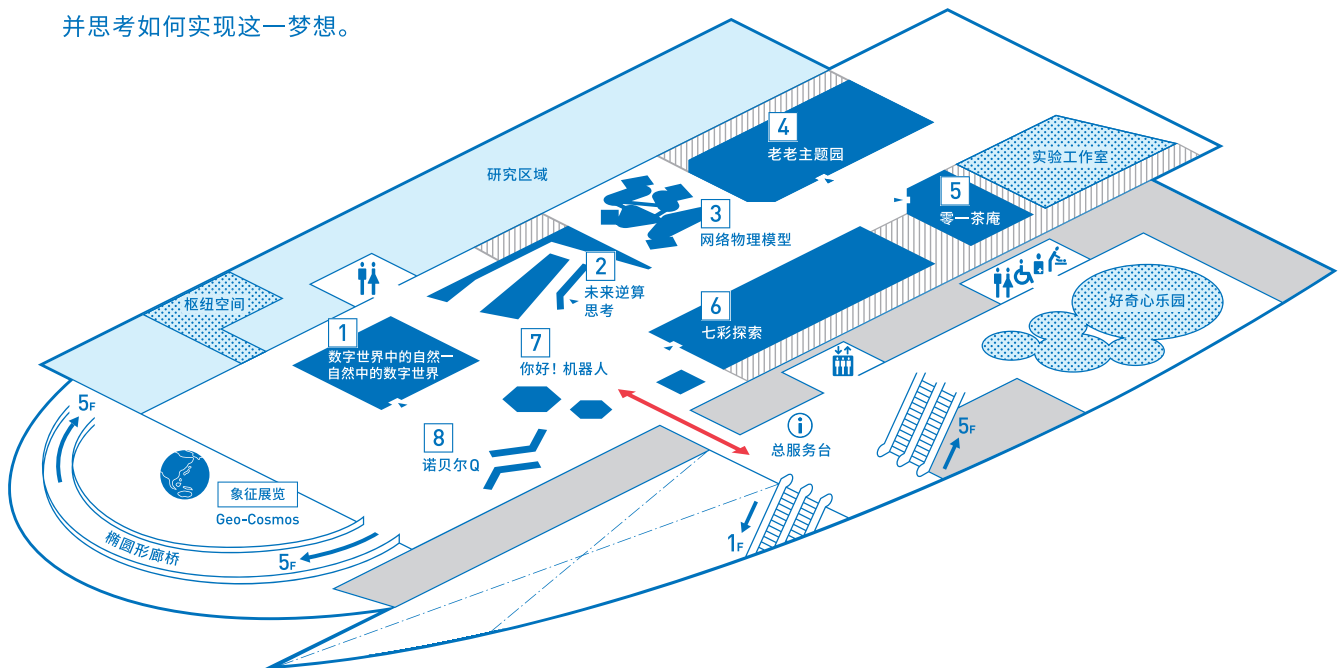 并思考如何实现这一梦想。
4
老老主题园
实验工作室
研究区域
5
零一茶庵
3
网络物理模型
2
未来逆算
思考
枢纽空间
好奇心乐园
6
七彩探索
1
数字世界中的自然一
自然中的数字世界
7
你好!机器人
5F
8
诺贝尔Q
i
总服务台
5F
象征展览
Geo-Cosmos
椭圆形廊桥
5F
1F